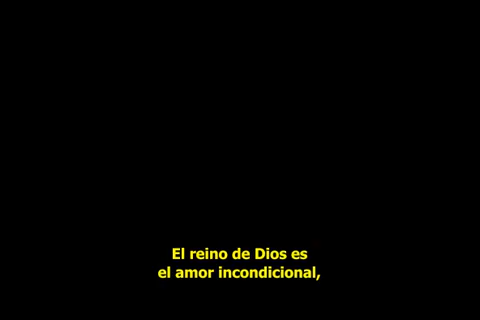 El reino de Dios es
el amor incondicional,